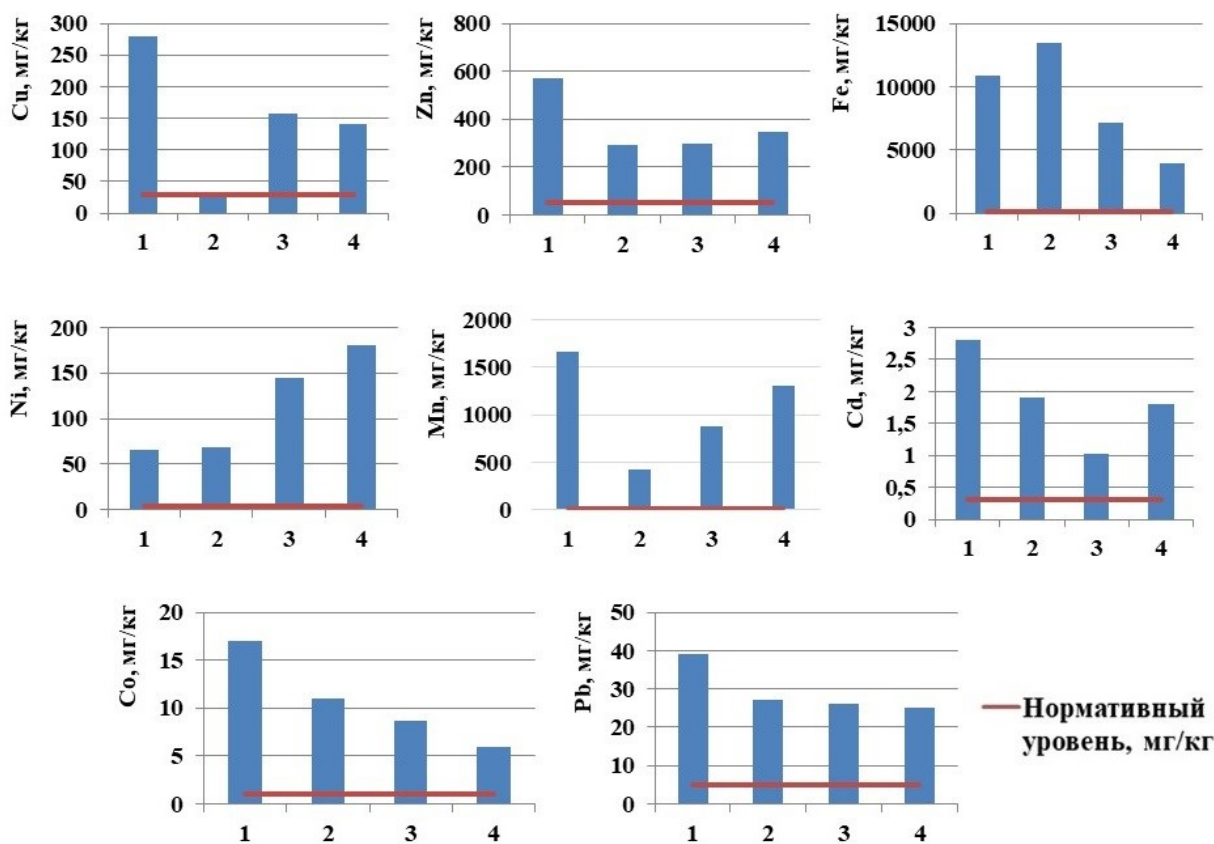 Cu, мг/кг
300
250
200
150
100
50
0
1 2 3 4
Zn, мг/кг
800
600
400
200
0
1 2 3 4
Fe, мг/кг
15000
10000
5000
0
1 2 3 4
Ni, мг/кг
200
150
100
50
0
1 2 3 4
Mn, мг/кг
2000
1500
1000
500
0
1 2 3 4
Cd, мг/кг
3
2,5
2
1,5
1
0,5
0
1 2 3 4
Co, мг/кг
20
15
10
5
0
1 2 3 4
Pb, мг/кг
50
40
30
20
10
0
1 2 3 4
Нормативный
уровень, мг/кг